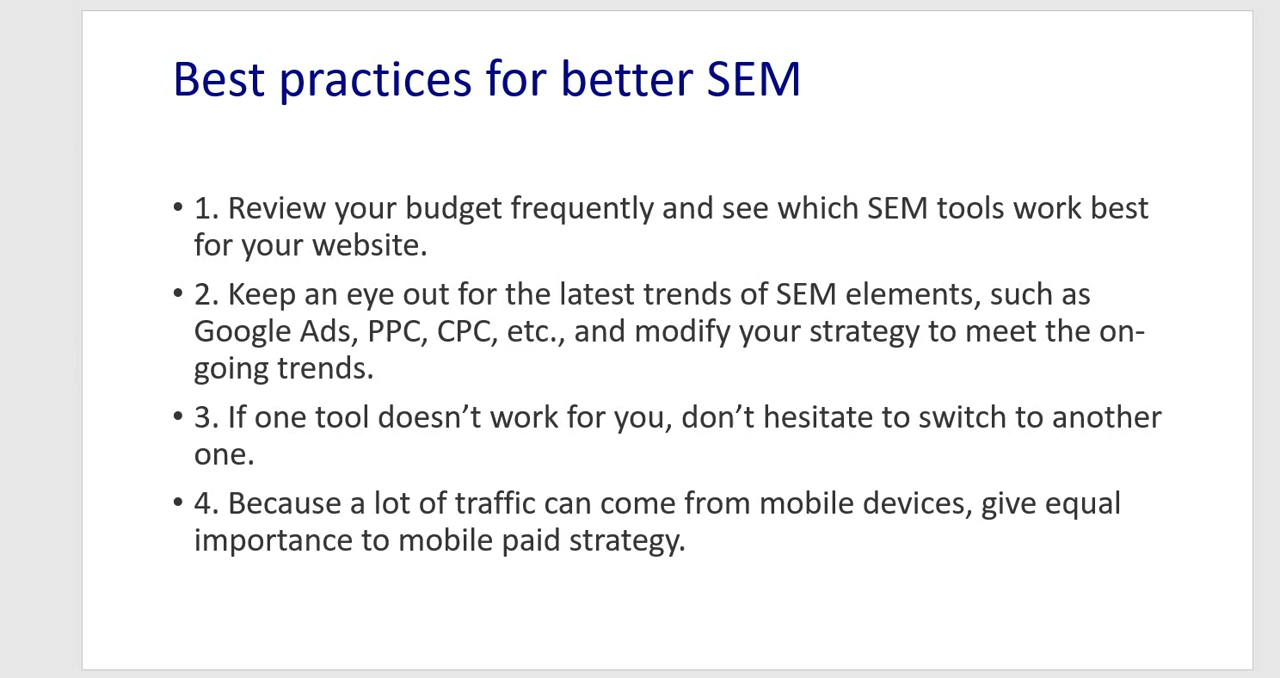 Best practices for better SEM
• 1. Review your budget frequently and see which SEM tools work best
for your website.
• 2. Keep an eye out for the latest trends of SEM elements, such as
Google Ads, PPC, CPC, etc., and modify your strategy to meet the on-
going trends.
• 3. If one tool doesn’t work for you, don’t hesitate to switch to another
one.
• 4. Because a lot of traffic can come from mobile devices, give equal
importance to mobile paid strategy.